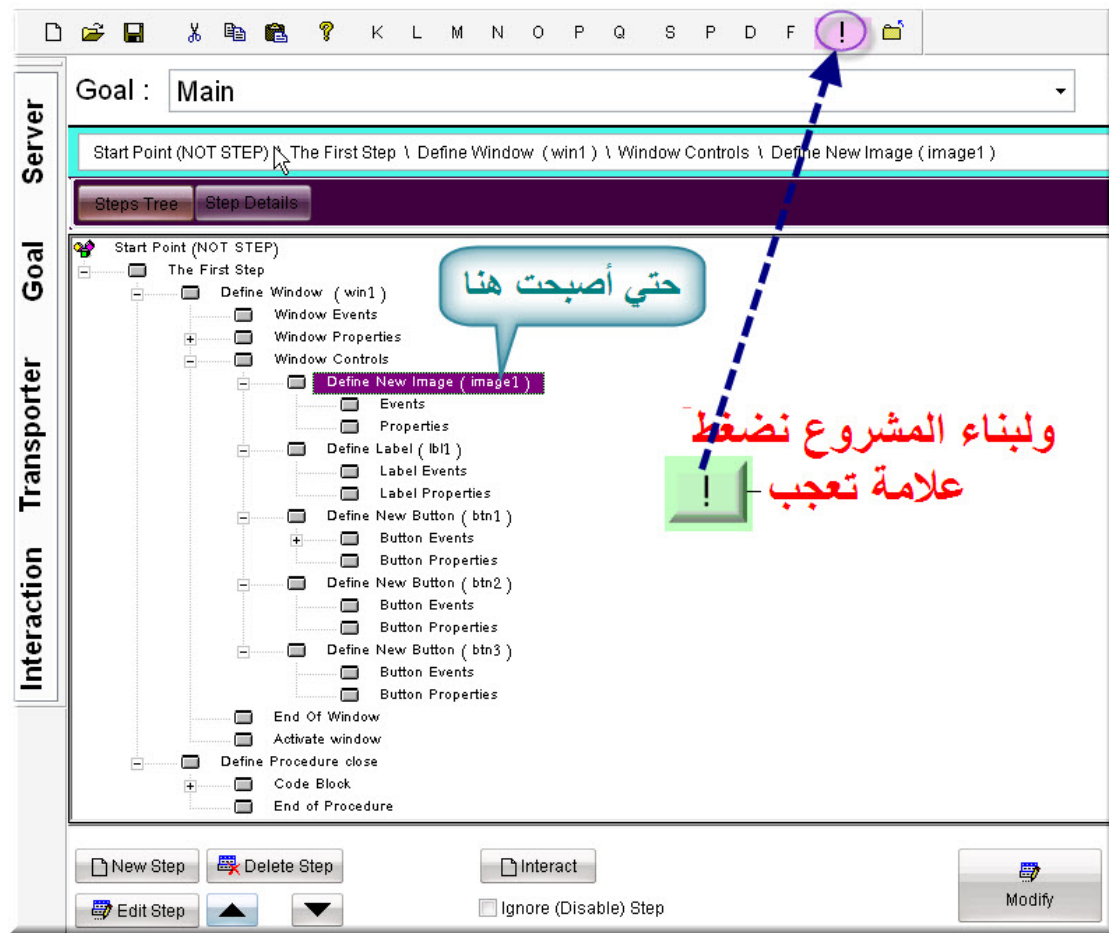 K L M N O P Q S P D F !
Goal : Main
Server
Goal
Transporter
Interaction
Start Point (NOT STEP) \ The First Step \ Define Window ( win1 ) \ Window Controls \ Define New Image ( image1 )
Steps Tree Step Details
Start Point (NOT STEP)
The First Step
Define Window ( win1 )
حتي أصبحت هنا
Window Events
Window Properties
Window Controls
Define New Image ( image1 )
Events
Properties
ولبناء المشروع نضغط
علامة تعجب
!
Define Label ( lbl1 )
Label Events
Label Properties
Define New Button ( btn1 )
Button Events
Button Properties
Define New Button ( btn2 )
Button Events
Button Properties
Define New Button ( btn3 )
Button Events
Button Properties
End Of Window
Activate window
Define Procedure close
Code Block
End of Procedure
New Step Delete Step Interact
Modify
Edit Step Ignore (Disable) Step